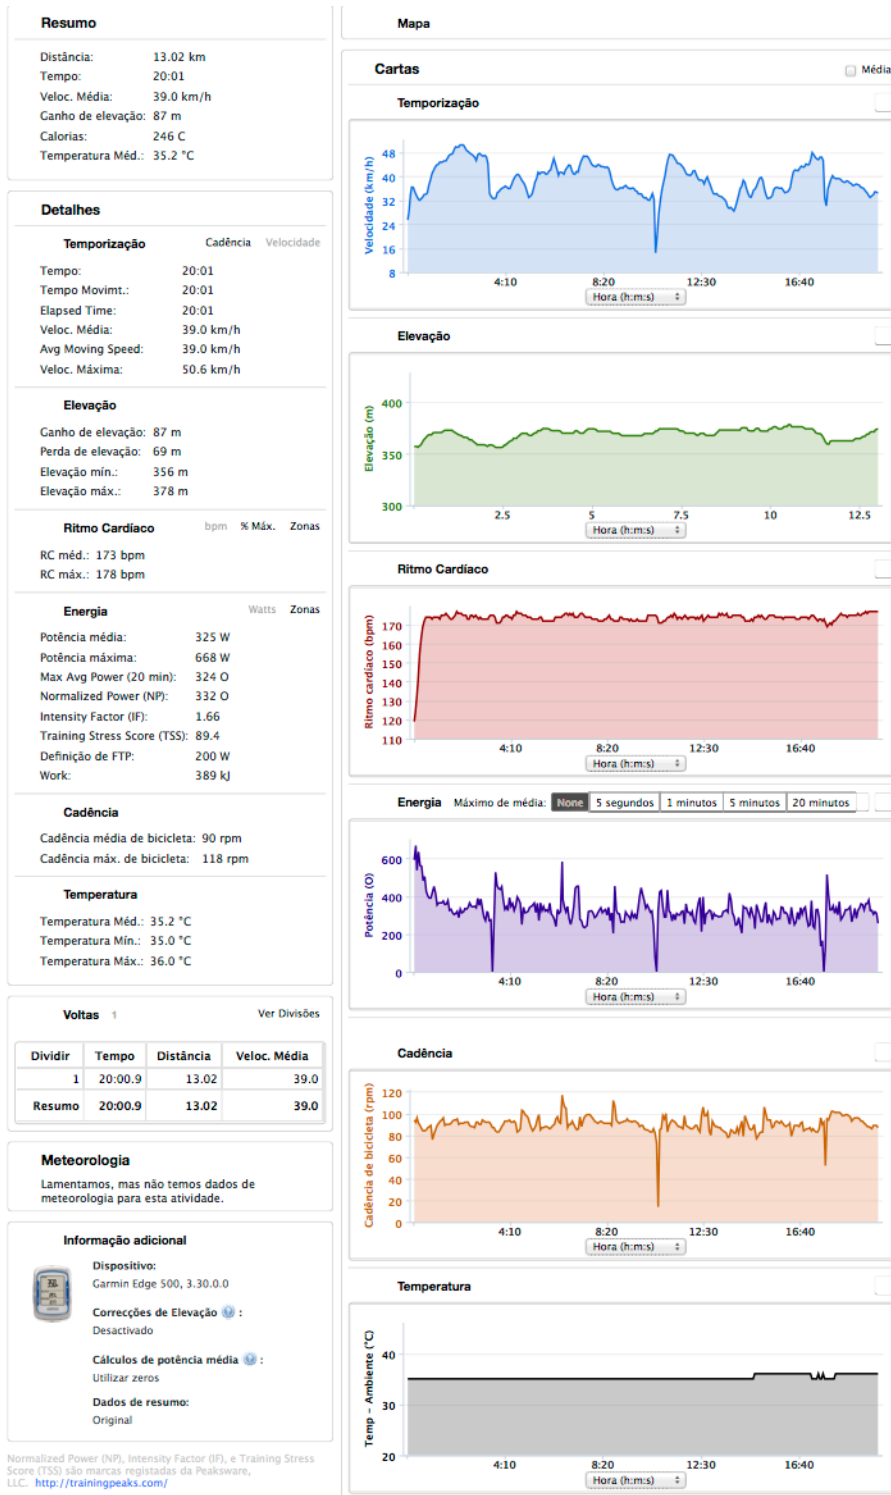 Resumo
Distância: 13.02 km
Tempo: 20:01
Veloc. Média: 39.0 km/h
Ganho de elevação: 87 m
Calorias: 246 C
Temperatura Méd.: 35.2 °C
Detalhes
Temporização Cadência Velocidade
Tempo: 20:01
Tempo Movimt.: 20:01
Elapsed Time: 20:01
Veloc. Média: 39.0 km/h
Avg Moving Speed: 39.0 km/h
Veloc. Máxima: 50.6 km/h
Elevação
Ganho de elevação: 87 m
Perda de elevação: 69 m
Elevação mín.: 356 m
Elevação máx.: 378 m
Ritmo Cardíaco bpm % Máx. Zonas
RC méd.: 173 bpm
RC máx.: 178 bpm
Energia Watts Zonas
Potência média: 325 W
Potência máxima: 668 W
Max Avg Power (20 min): 324 O
Normalized Power (NP): 332 O
Intensity Factor (IF): 1.66
Training Stress Score (TSS): 89.4
Definição de FTP: 200 W
Work: 389 kJ
Cadência
Cadência média de bicicleta: 90 rpm
Cadência máx. de bicicleta: 118 rpm
Temperatura
Temperatura Méd.: 35.2 °C
Temperatura Mín.: 35.0 °C
Temperatura Máx.: 36.0 °C
Voltas 1 Ver Divisões
Dividir Tempo Distância Veloc. Média
1 20:00.9 13.02 39.0
Resumo 20:00.9 13.02 39.0
Meteorologia
Lamentamos, mas não temos dados de
meteorologia para esta atividade.
Informação adicional
Dispositivo:
Garmin Edge 500, 3.30.0.0
Correcções de Elevação ? :
Desactivado
Cálculos de potência média ? :
Utilizar zeros
Dados de resumo:
Original
Normalized Power (NP), Intensity Factor (IF), e Training Stress
Score (TSS) são marcas registadas da Peaksware,
LLC. http://trainingpeaks.com/
Mapa
Cartas Média
Temporização
Velocidade (km/h)
48
40
32
24
16
8
4:10 8:20 12:30 16:40
Hora (h:m:s)
Elevação
Elevação (m)
400
350
300
2.5 5 7.5 10 12.5
Hora (h:m:s)
Ritmo Cardíaco
Ritmo cardíaco (bpm)
170
160
150
140
130
120
110
4:10 8:20 12:30 16:40
Hora (h:m:s)
Energia Máximo de média: None 5 segundos 1 minutos 5 minutos 20 minutos
Potência (O)
600
400
200
0
4:10 8:20 12:30 16:40
Hora (h:m:s)
Cadência
Cadência de bicicleta (rpm)
120
100
80
60
40
20
0
4:10 8:20 12:30 16:40
Hora (h:m:s)
Temperatura
Temp - Ambiente (°C)
40
30
20
4:10 8:20 12:30 16:40
Hora (h:m:s)